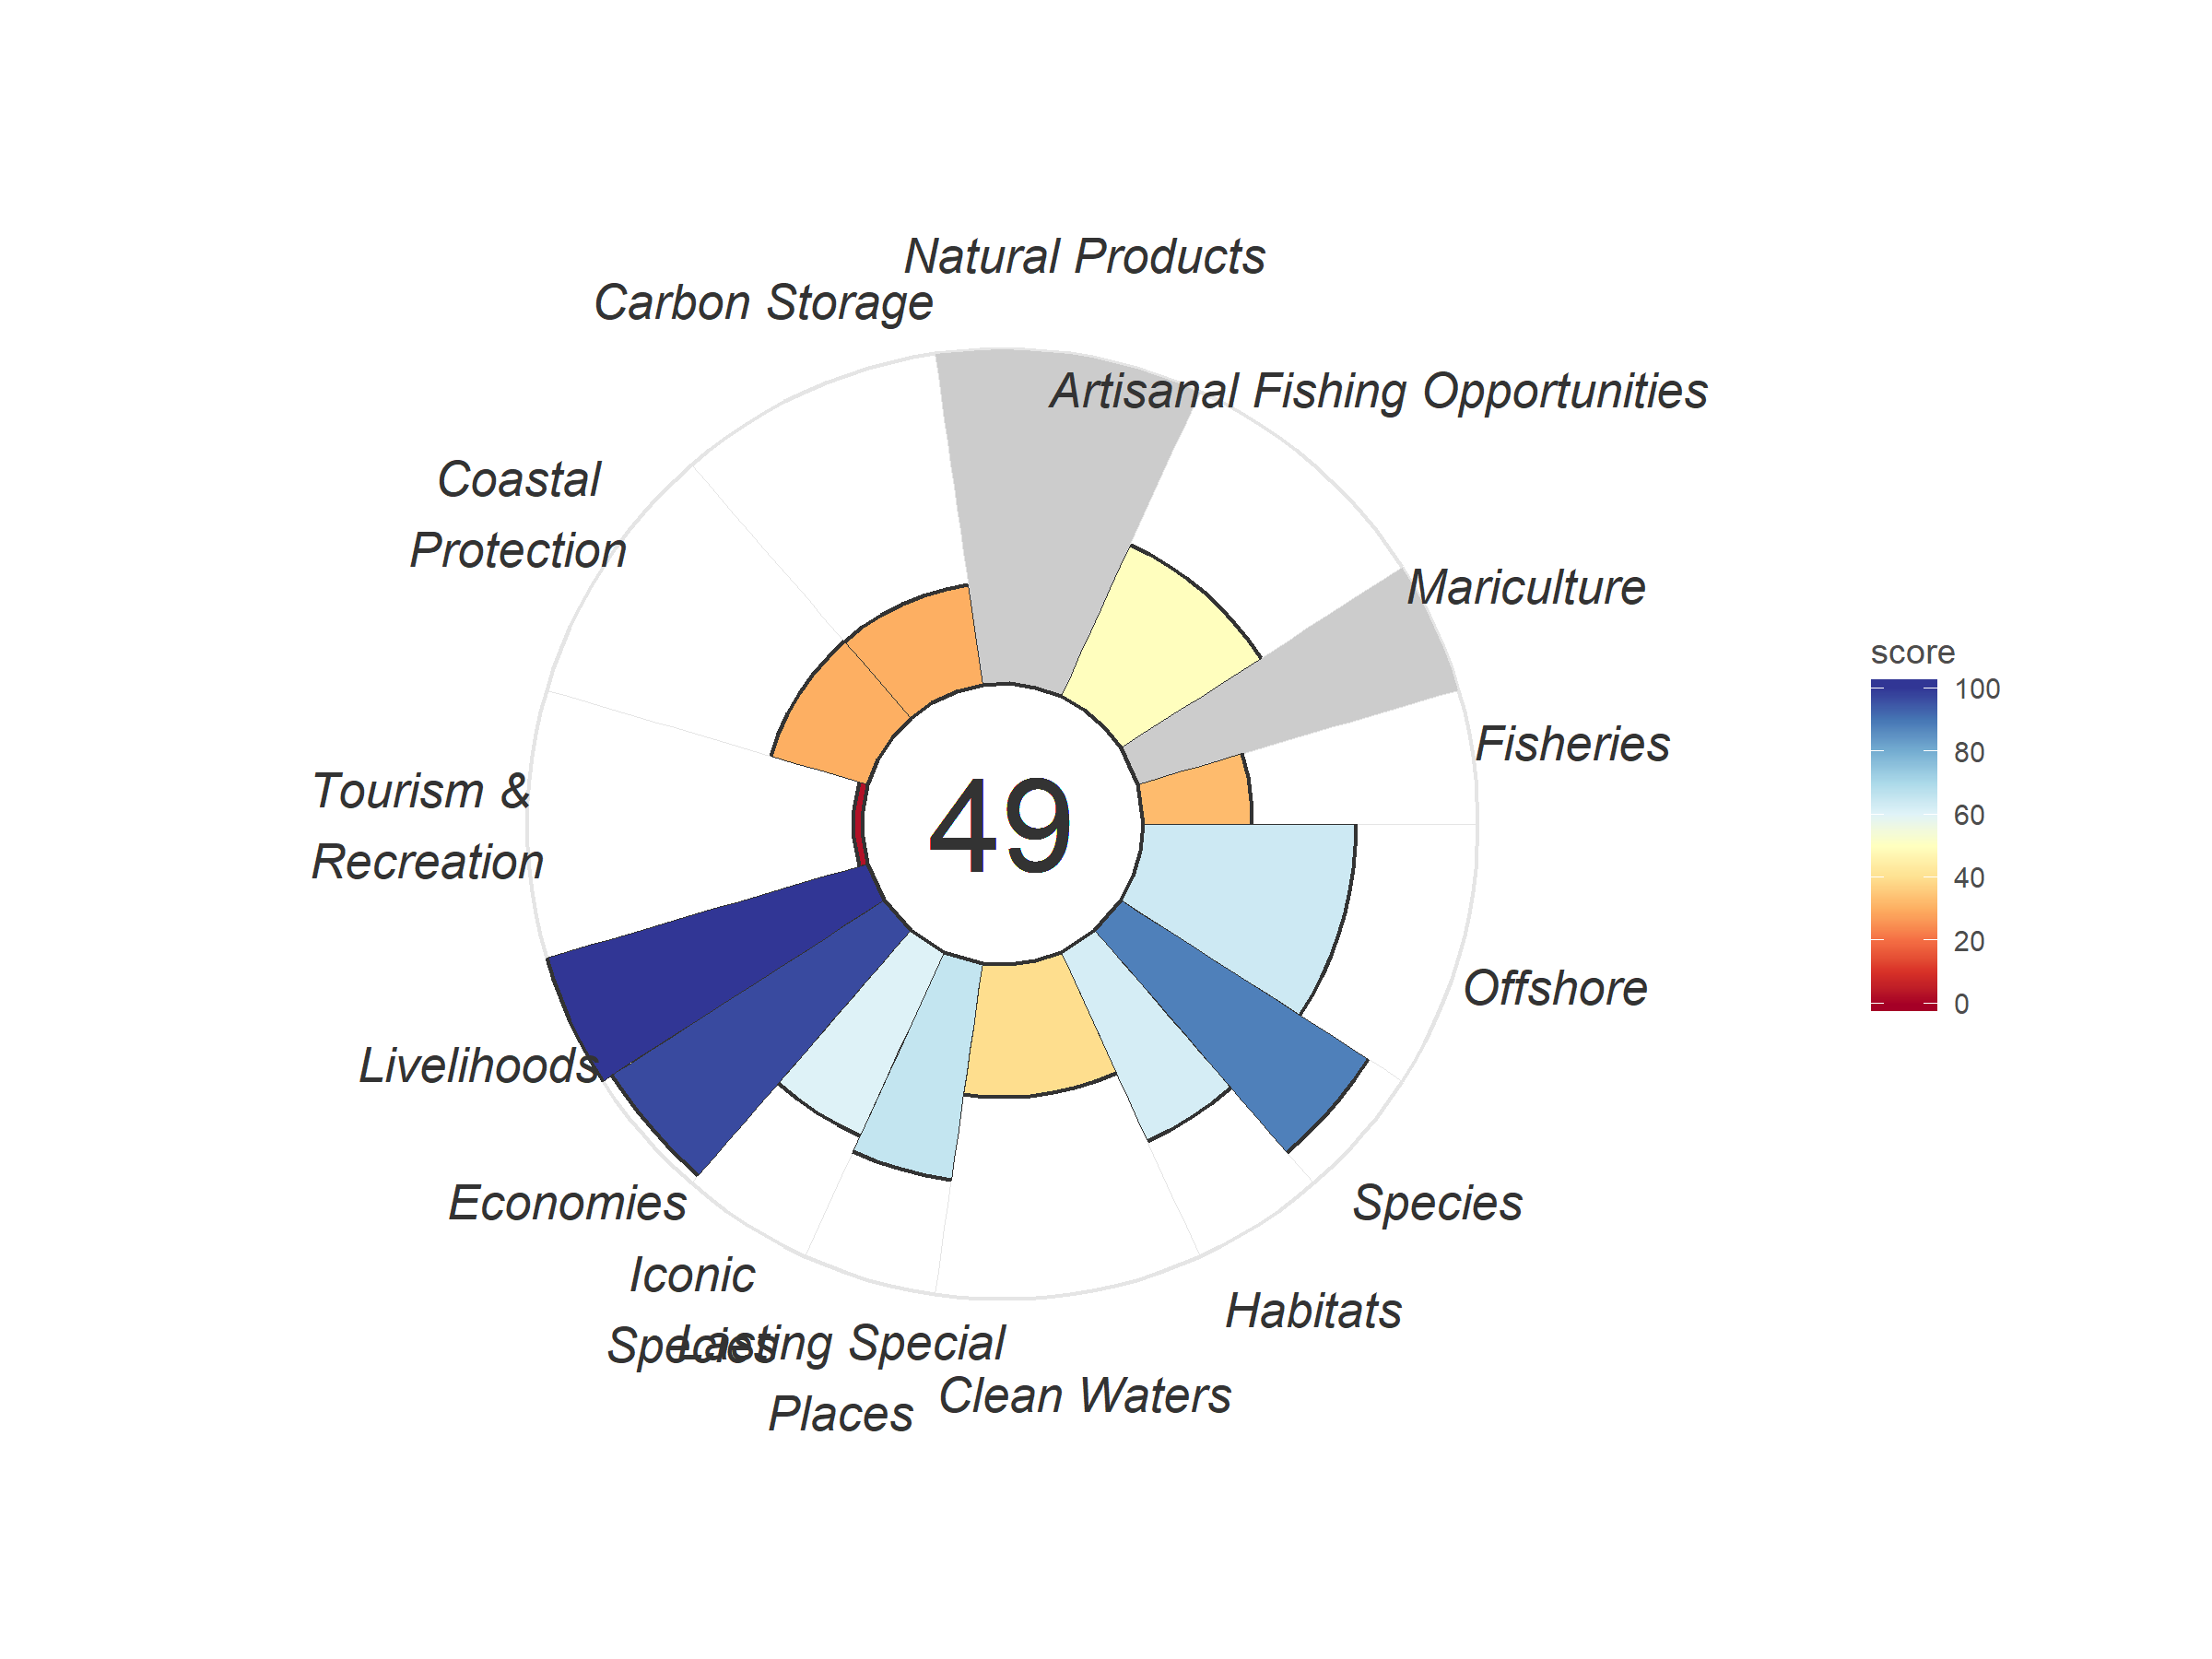 Natural Products
Carbon Storage
Artisanal Fishing Opportunities
Coastal
Protection
Mariculture
Fisheries
Tourism &
Recreation
49
Offshore
Livelihoods
Economies
Species
Iconic
Species
Habitats
Lasting Special
Places
Clean Waters
score
100
80
60
40
20
0